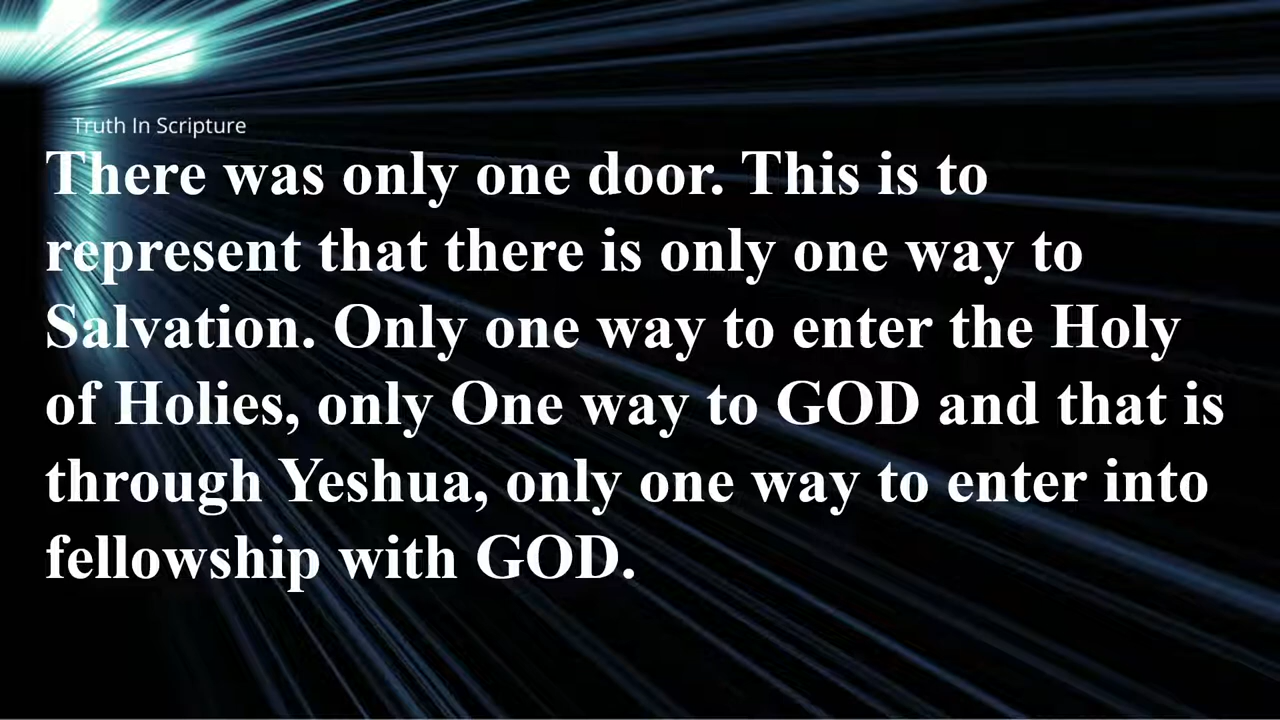 Truth In Scripture
There was only one door. This is to
represent that there is only one way to
Salvation. Only one way to enter the Holy
of Holies, only One way to GOD and that is
through Yeshua, only one way to enter into
fellowship with GOD.